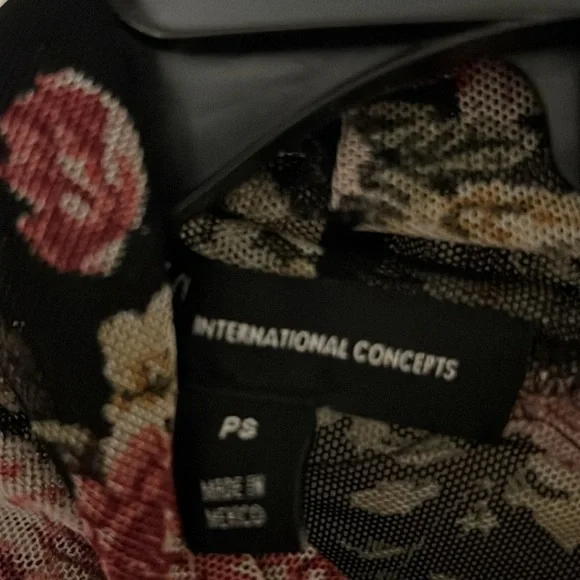 INTERNATIONAL CONCEPTS
PS
MADE IN
MEXICO